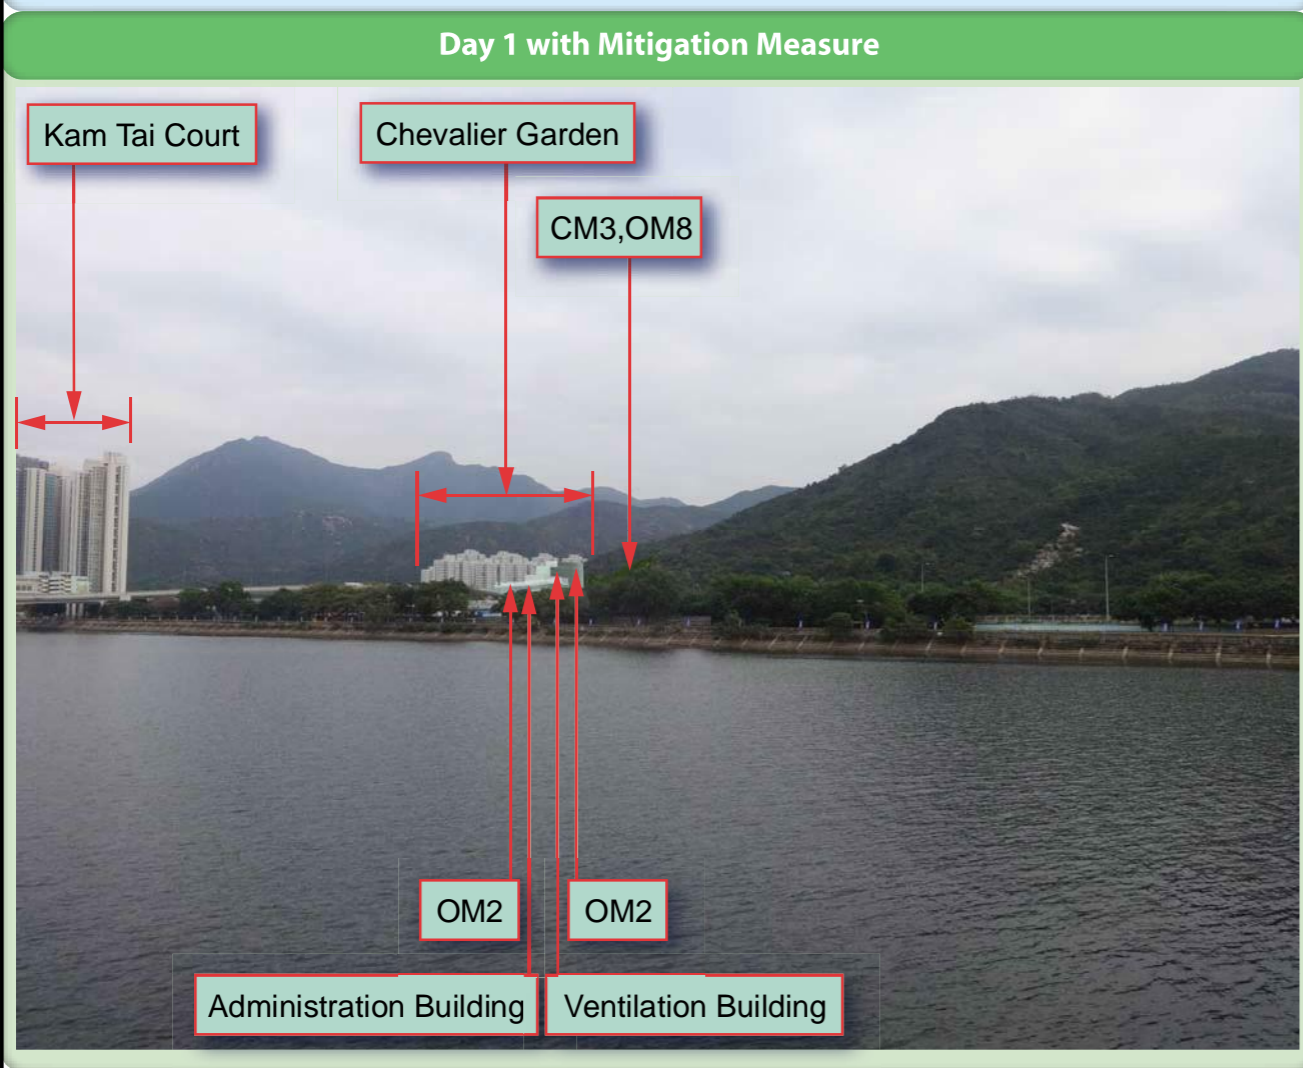 Day 1 with Mitigation Measure
Kam Tai Court
Chevalier Garden
CM3,OM8
OM2
OM2
Administration Building
Ventilation Building